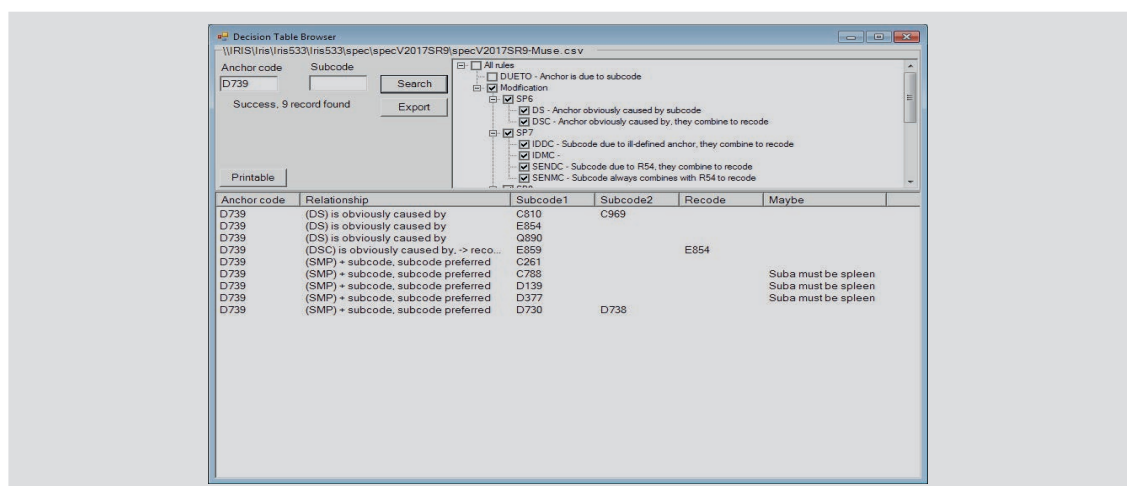 Decision Table Browser
\\IRIS\Iris\Iris533\Iris533\spec\specV2017SR9\specV2017SR9-Muse.csv
Anchor code Subcode
D739 Search
Success, 9 record found Export
Printable
All rules
DUETO - Anchor is due to subcode
Modification
SP6
DS - Anchor obviously caused by subcode
DSC - Anchor obviously caused by, they combine to recode
SP7
IDDC - Subcode due to ill-defined anchor, they combine to recode
IDMC -
SENDC - Subcode due to R54, they combine to recode
SENMC - Subcode always combines with R54 to recode
Anchor code Relationship Subcode1 Subcode2 Recode Maybe
D739 (DS) is obviously caused by C810 C969
D739 (DS) is obviously caused by E854
D739 (DS) is obviously caused by Q890
D739 (DSC) is obviously caused by, -> reco... E859 E854
D739 (SMP) + subcode, subcode preferred C261
D739 (SMP) + subcode, subcode preferred C788 Suba must be spleen
D739 (SMP) + subcode, subcode preferred D139 Suba must be spleen
D739 (SMP) + subcode, subcode preferred D377 Suba must be spleen
D739 (SMP) + subcode, subcode preferred D730 D738